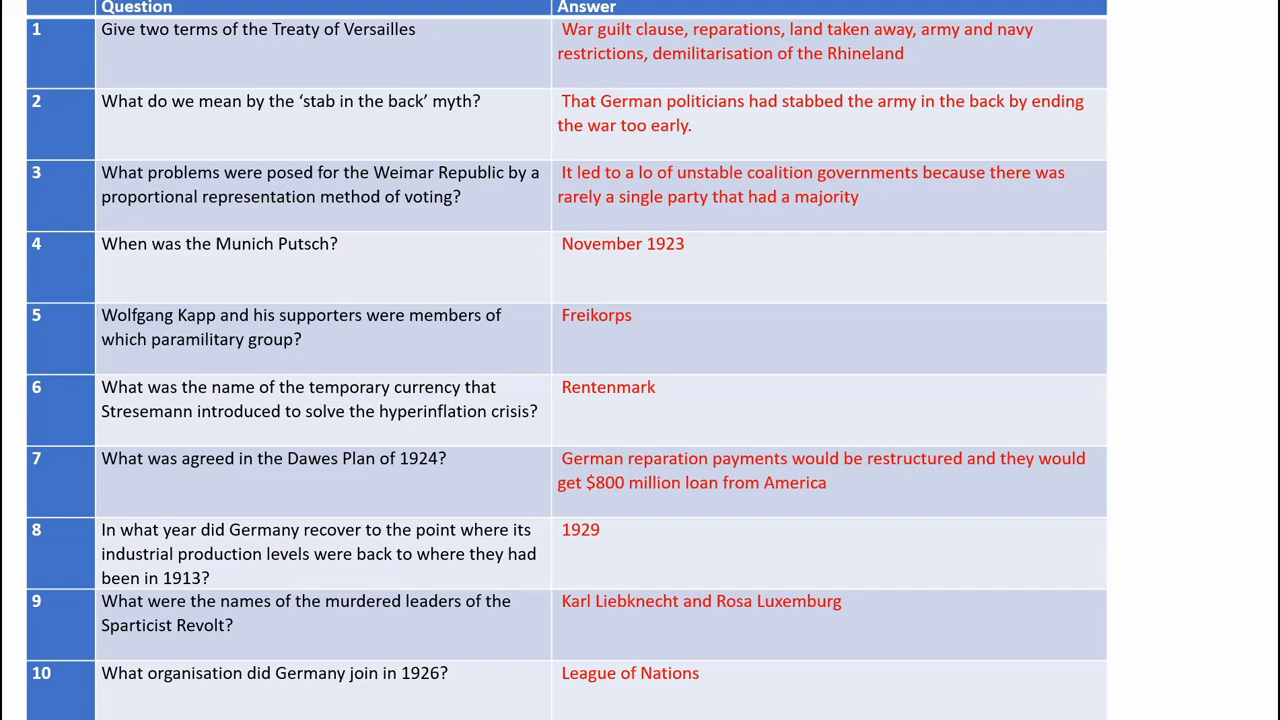 Question Answer
1 Give two terms of the Treaty of Versailles War guilt clause, reparations, land taken away, army and navy
restrictions, demilitarisation of the Rhineland
2 What do we mean by the ‘stab in the back’ myth? That German politicians had stabbed the army in the back by ending
the war too early.
3 What problems were posed for the Weimar Republic by a It led to a lo of unstable coalition governments because there was
proportional representation method of voting? rarely a single party that had a majority
4 When was the Munich Putsch? November 1923
5 Wolfgang Kapp and his supporters were members of Freikorps
which paramilitary group?
6 What was the name of the temporary currency that Rentenmark
Stresemann introduced to solve the hyperinflation crisis?
7 What was agreed in the Dawes Plan of 1924? German reparation payments would be restructured and they would
get $800 million loan from America
8 In what year did Germany recover to the point where its 1929
industrial production levels were back to where they had
been in 1913?
9 What were the names of the murdered leaders of the Karl Liebknecht and Rosa Luxemburg
Sparticist Revolt?
10 What organisation did Germany join in 1926? League of Nations